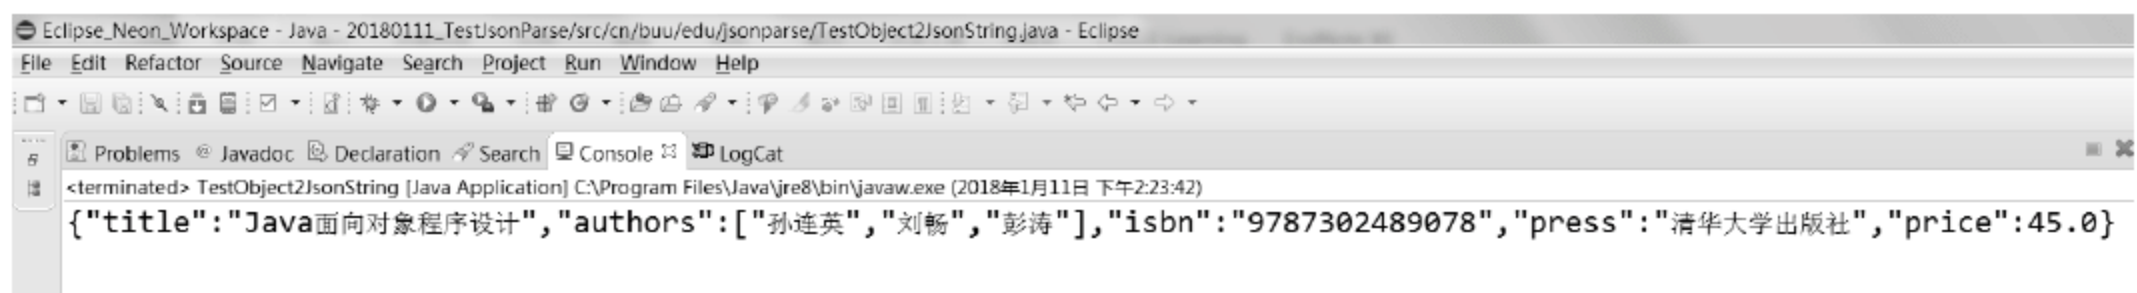 Eclipse_Neon_Workspace - Java - 20180111_TestJsonParse/src/cn/buu/edu/jsonparse/TestObject2JsonString.java - Eclipse
File Edit Refactor Source Navigate Search Project Run Window Help
Problems @ Javadoc Declaration Search Console LogCat
<terminated> TestObject2JsonString [Java Application] C:\Program Files\Java\jre8\bin\javaw.exe (2018年1月11日 下午2:23:42)
{"title":"Java面向对象程序设计","authors":["孙连英","刘畅","彭涛"],"isbn":"9787302489078","press":"清华大学出版社","price":45.0}